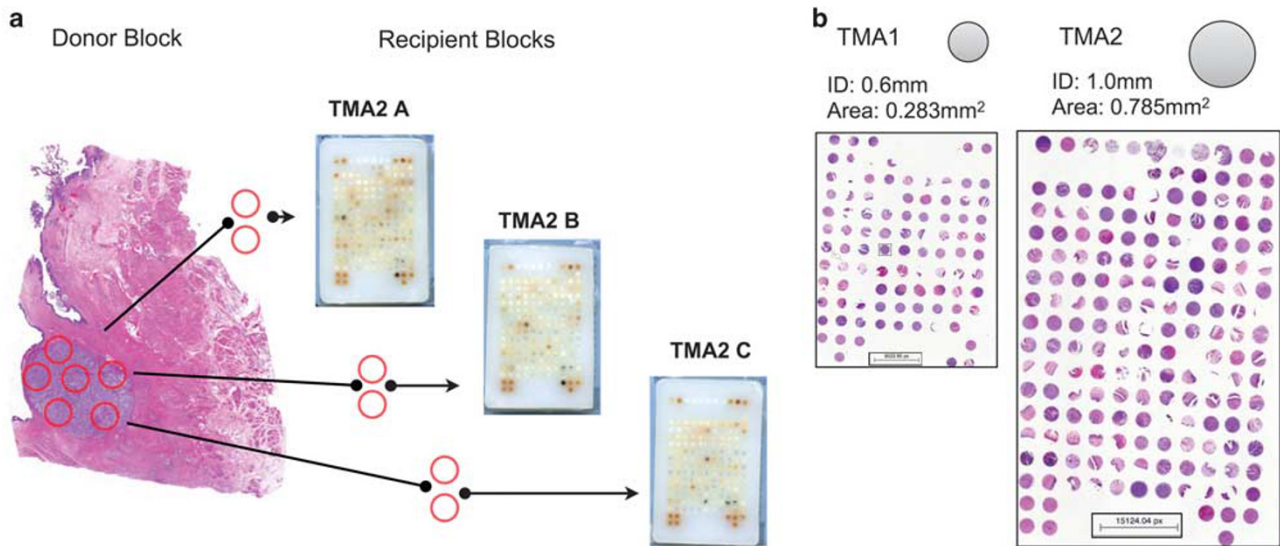 a
Donor Block
Recipient Blocks
TMA2 A
TMA2 B
TMA2 C
b
TMA1
ID: 0.6mm
Area: 0.283mm²
TMA2
ID: 1.0mm
Area: 0.785mm²
15124.04 px